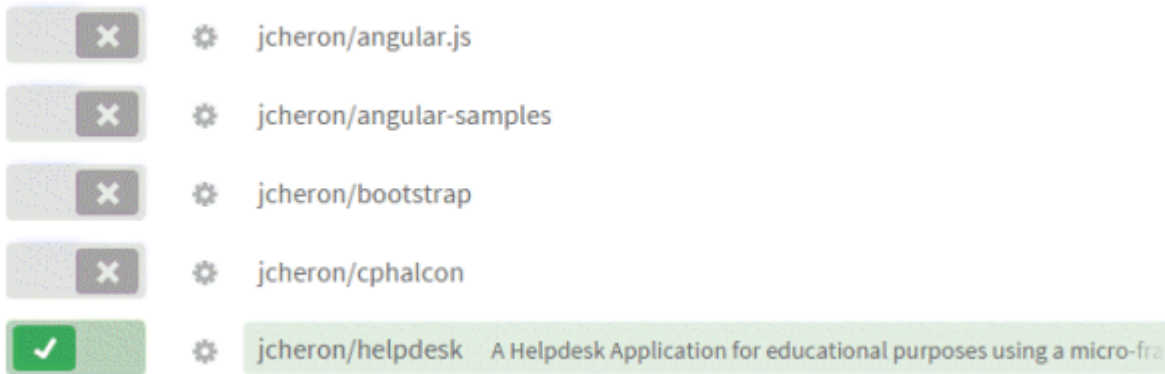 jcheron/angular.js
jcheron/angular-samples
jcheron/bootstrap
jcheron/cphalcon
jcheron/helpdesk A Helpdesk Application for educational purposes using a micro-fra